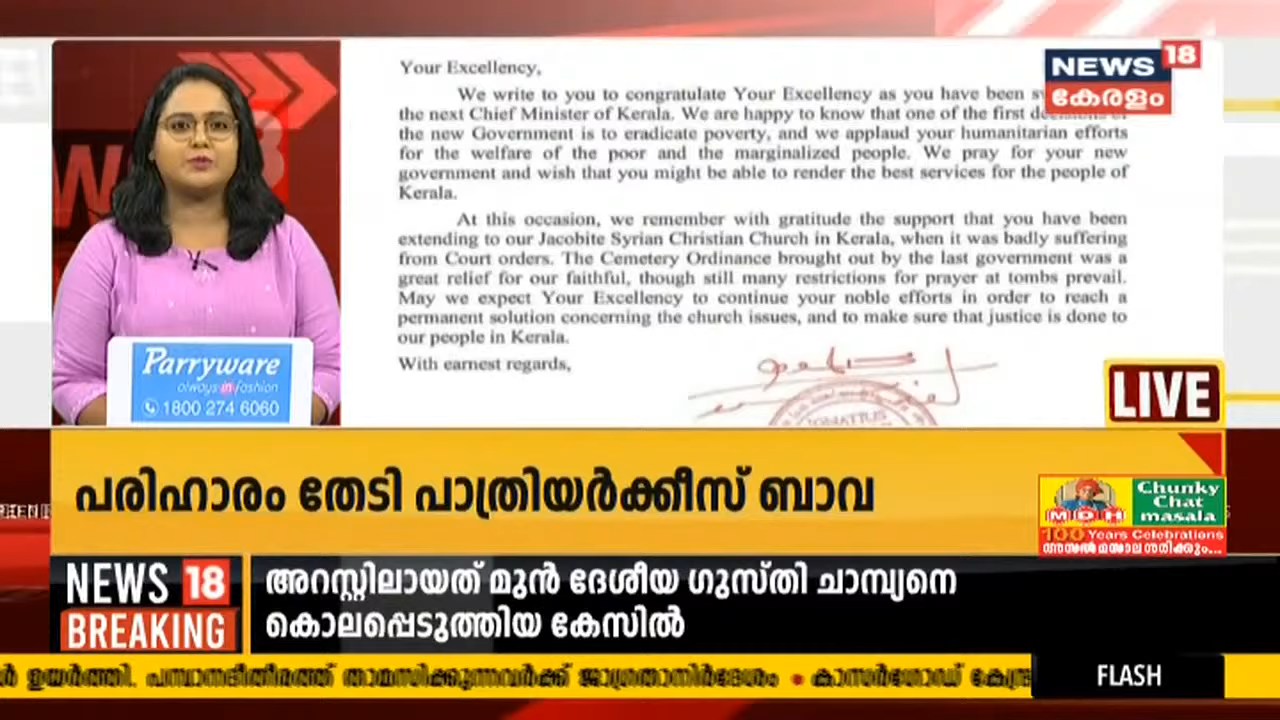 Your Excellency,
We write to you to congratulate Your Excellency as you have been
the next Chief Minister of Kerala. We are happy to know that one of the first
the new Government is to eradicate poverty, and we applaud your humanitarian efforts
for the welfare of the poor and the marginalized people. We pray for your new
government and wish that you might be able to render the best services for the people of
Kerala.
At this occasion, we remember with gratitude the support that you have been
extending to our Jacobite Syrian Christian Church in Kerala, when it was badly suffering
from Court orders. The Cemetery Ordinance brought out by the last government was a
great relief for our faithful, though still many restrictions for prayer at tombs prevail.
May we expect Your Excellency to continue your noble efforts in order to reach a
permanent solution concerning the church issues, and to make sure that justice is done to
our people in Kerala.
With earnest regards,
NEWS 18
കേരളം
Parryware
always in fashion
1800 274 6060
LIVE
പരിഹാരം തേടി പാത്രിയർക്കീസ് ബാവ
MDH
Chunky
Chat
masala
100 Years Celebrations
NEWS 18
BREAKING
അറസ്റ്റിലായത് മുൻ ദേശീയ ഗുസ്തി ചാമ്പ്യനെ
കൊലപ്പെടുത്തിയ കേസിൽ
ഉയർത്തി. പമ്പാനദീതീരത്ത് താമസിക്കുന്നവർക്ക് ജാഗ്രതാനിർദേശം • കാസർഗോഡ്
FLASH